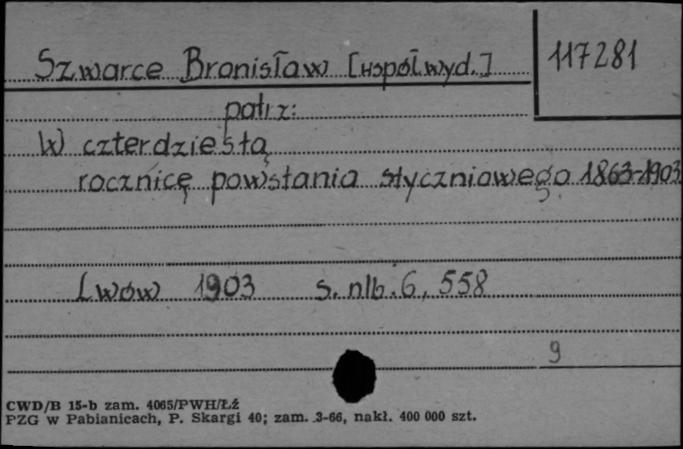 Szwarce Bronisław [współwyd.] 117281
patrz:
W czterdziestą
rocznicę powstania styczniowego 1863-1903
Lwów 1903 s. nlb. 6, 558
9
CWD/B 15-b zam. 4065/PWH/Łź
PZG w Pabianicach, P. Skargi 40; zam. 3-66, nakł. 400 000 szt.